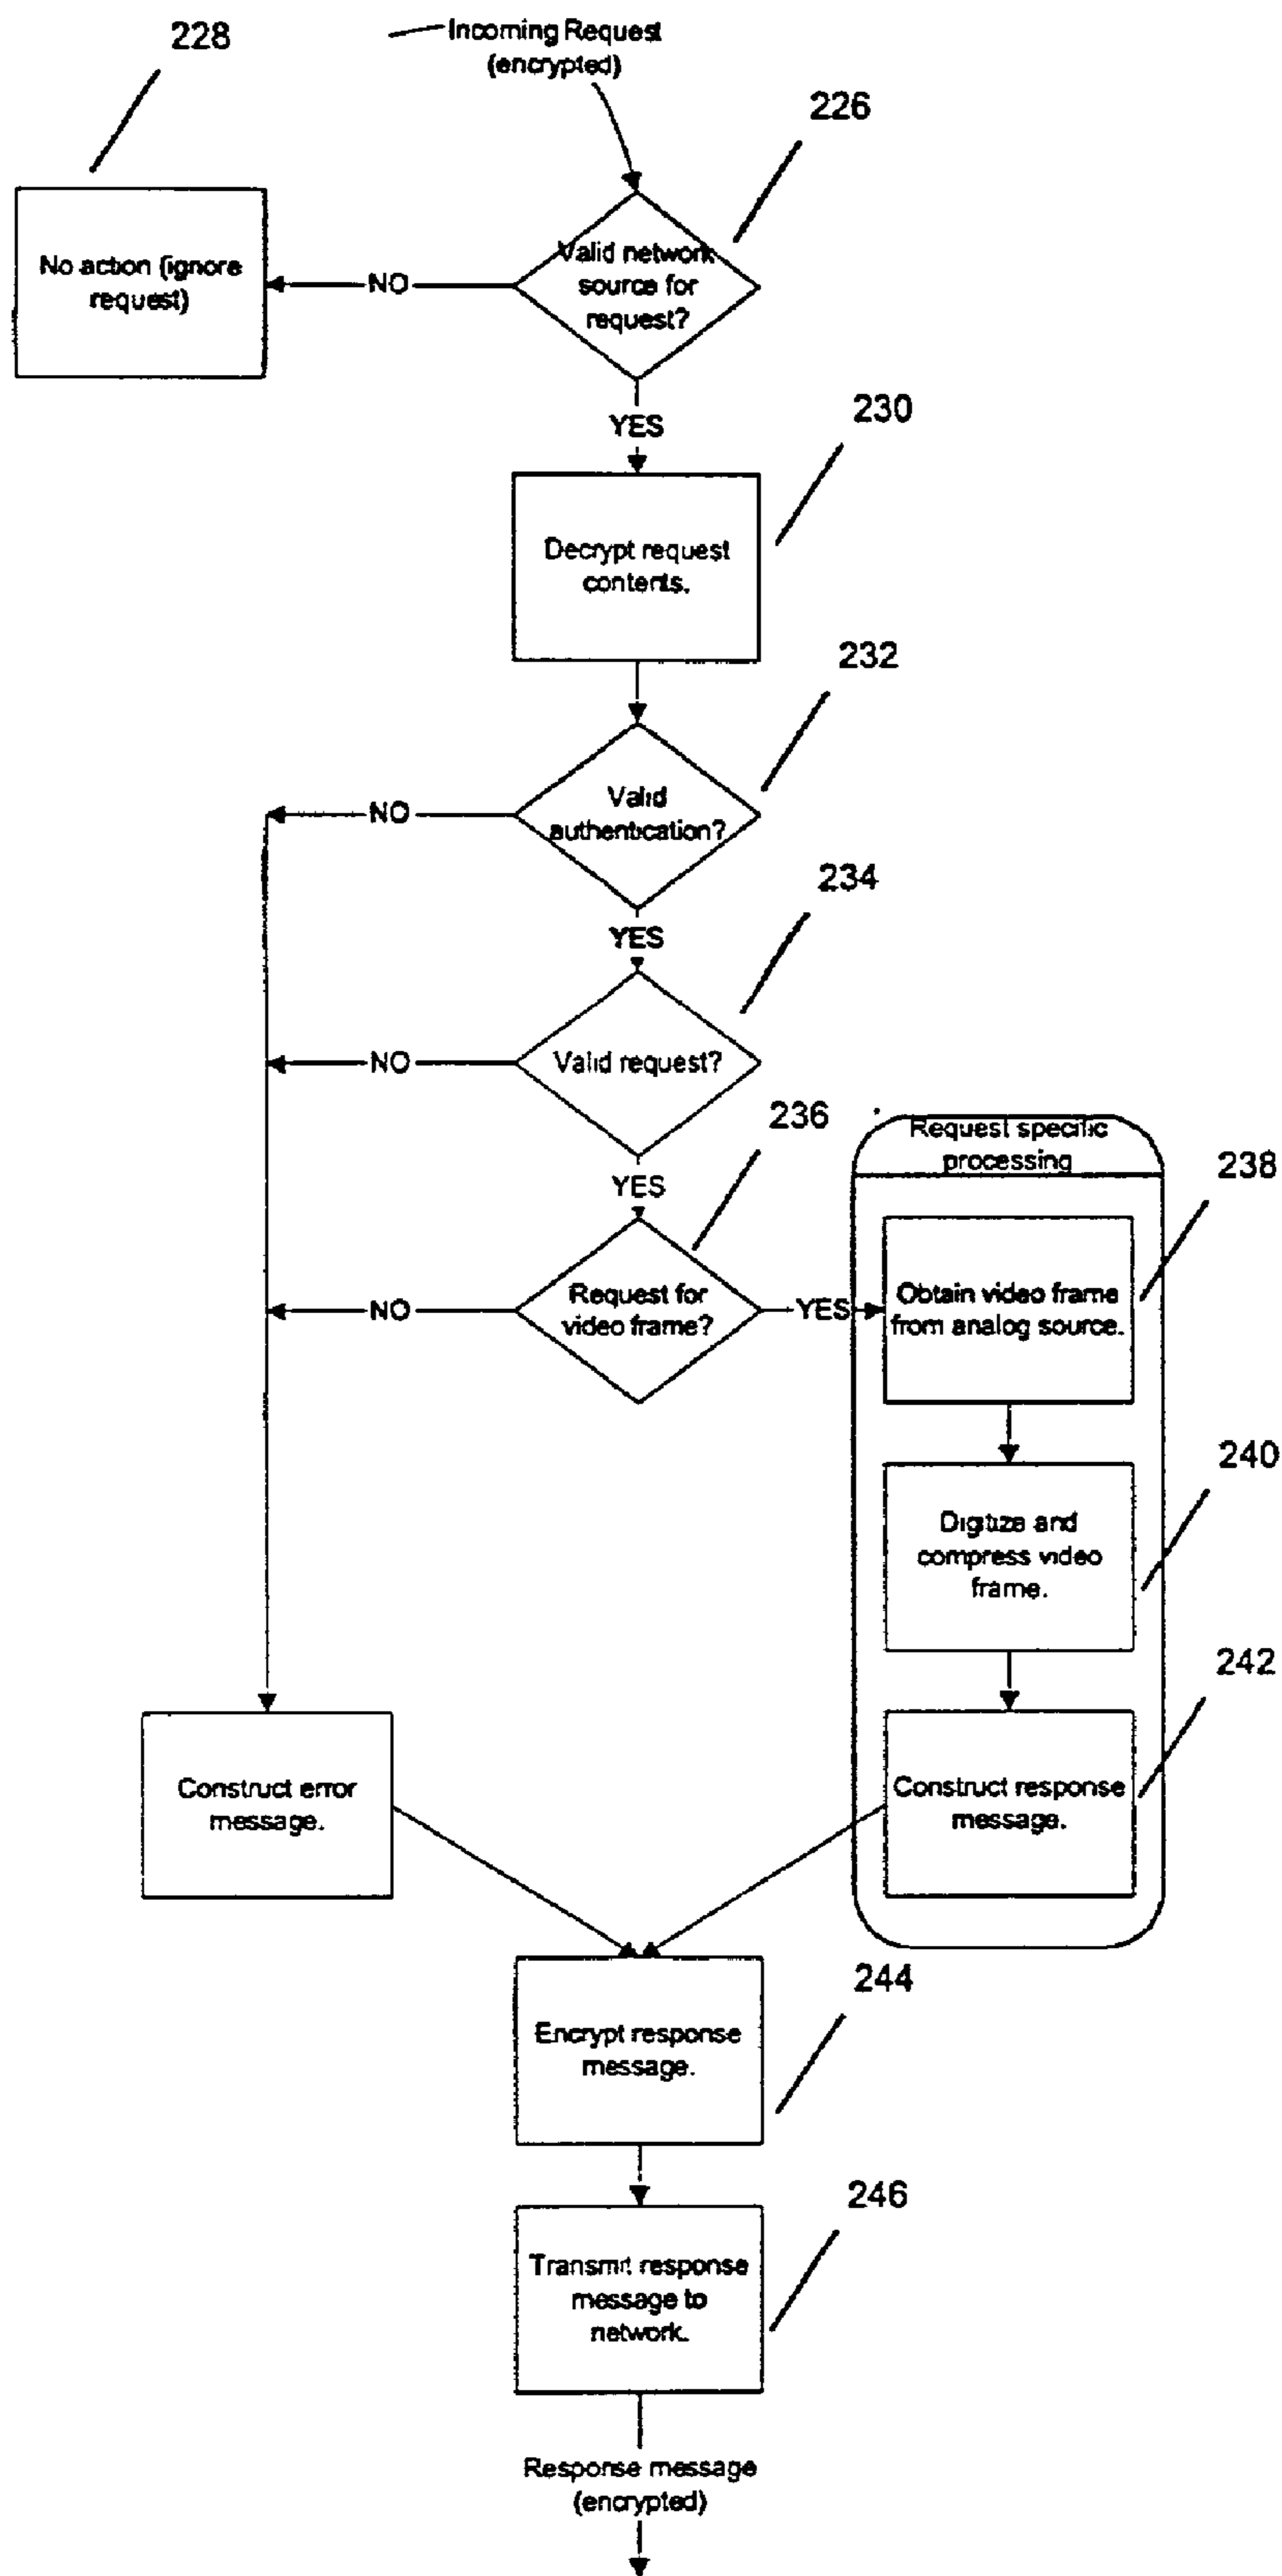 228
Incoming Request
(encrypted)
226
No action (ignore
request)
NO
Valid network
source for
request?
YES
230
Decrypt request
contents.
232
NO
Valid
authentication?
234
YES
NO
Valid request?
236
Request specific
processing
238
YES
NO
Request for
video frame?
YES
Obtain video frame
from analog source.
240
Digitize and
compress video
frame.
242
Construct error
message.
Construct response
message.
244
Encrypt response
message.
246
Transmit response
message to
network.
Response message
(encrypted)